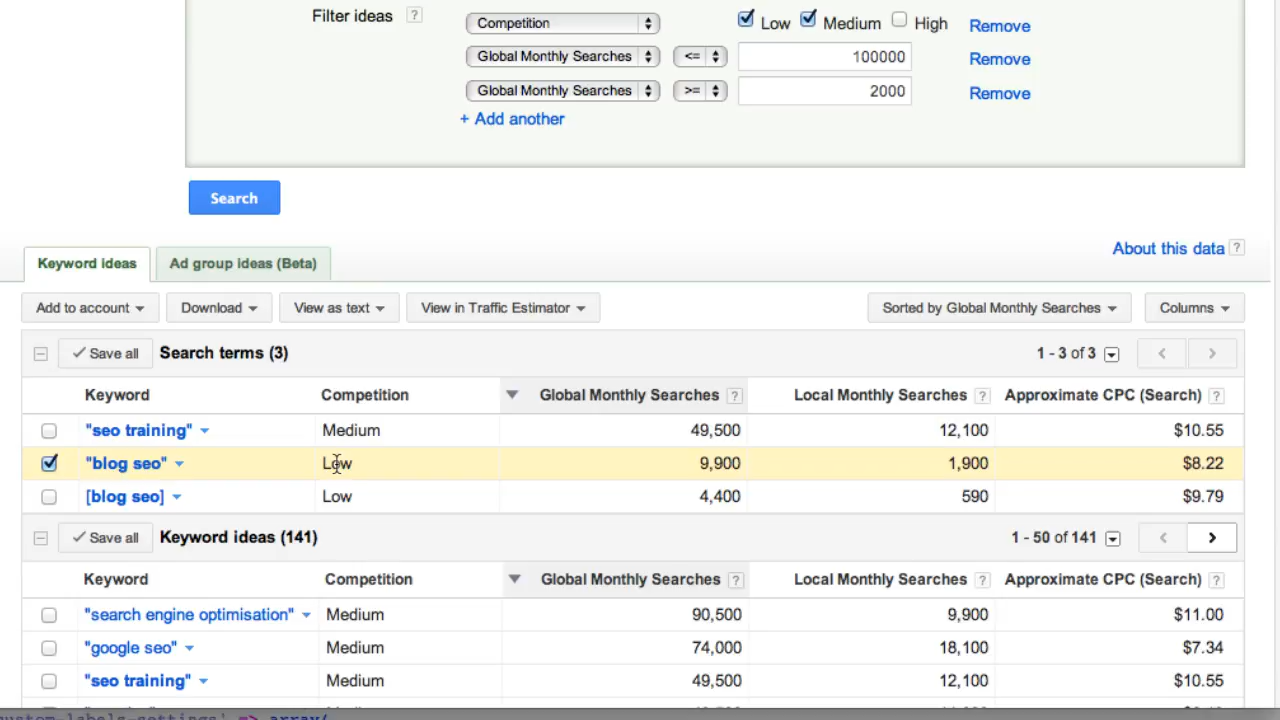 Filter ideas ? Competition Low Medium High Remove
Global Monthly Searches <= 100000 Remove
Global Monthly Searches >= 2000 Remove
+ Add another
Search
About this data ?
Keyword ideas Ad group ideas (Beta)
Add to account View as text Download View in Traffic Estimator Sorted by Global Monthly Searches Columns
Save all Search terms (3) 1 - 3 of 3 < >
Keyword Competition Global Monthly Searches ? Local Monthly Searches ? Approximate CPC (Search) ?
"seo training" Medium 49,500 12,100 $10.55
"blog seo" Low 9,900 1,900 $8.22
[blog seo] Low 4,400 590 $9.79
Save all Keyword ideas (141) 1 - 50 of 141 < >
Keyword Competition Global Monthly Searches ? Local Monthly Searches ? Approximate CPC (Search) ?
"search engine optimisation" Medium 90,500 9,900 $11.00
"google seo" Medium 74,000 18,100 $7.34
"seo training" Medium 49,500 12,100 $10.55
custom-labels-settings' => array(